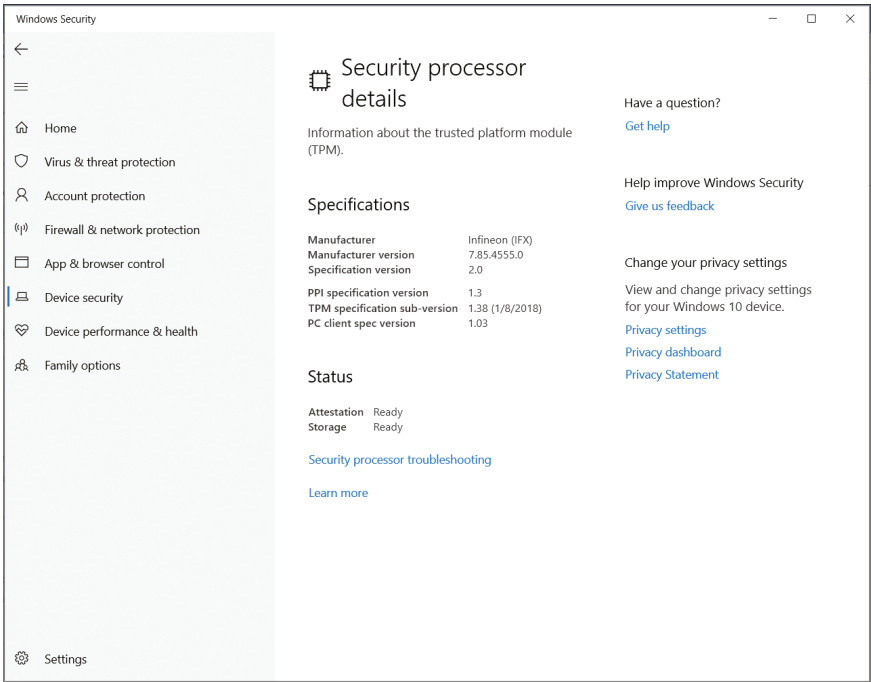 Windows Security
Home
Virus & threat protection
Account protection
Firewall & network protection
App & browser control
Device security
Device performance & health
Family options
Settings
Security processor
details
Information about the trusted platform module
(TPM).
Specifications
Manufacturer Infineon (IFX)
Manufacturer version 7.85.4555.0
Specification version 2.0
PPI specification version 1.3
TPM specification sub-version 1.38 (1/8/2018)
PC client spec version 1.03
Status
Attestation Ready
Storage Ready
Security processor troubleshooting
Learn more
Have a question?
Get help
Help improve Windows Security
Give us feedback
Change your privacy settings
View and change privacy settings
for your Windows 10 device.
Privacy settings
Privacy dashboard
Privacy Statement